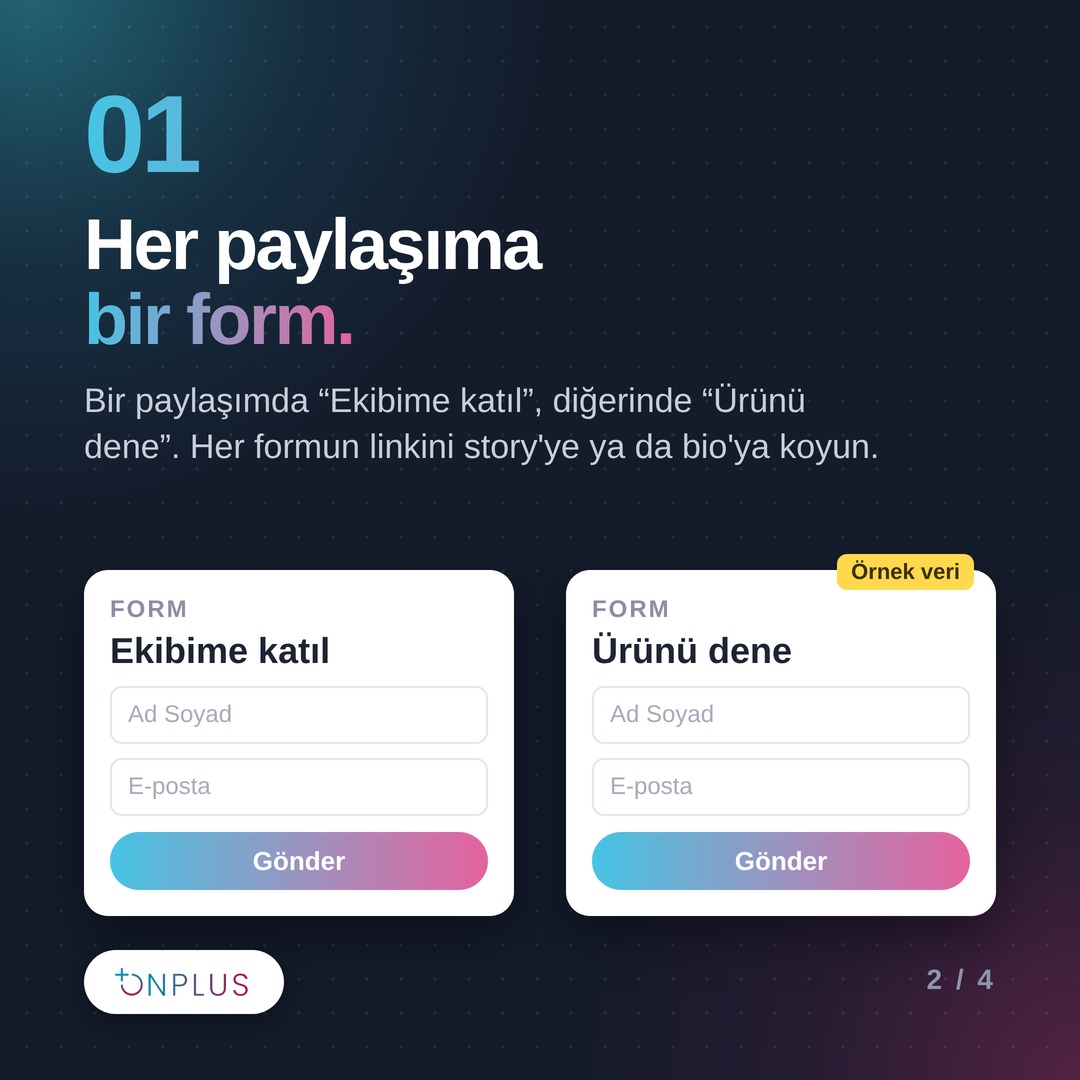 01
Her paylaşıma
bir form.
Bir paylaşımda “Ekibime katıl”, diğerinde “Ürünü
dene”. Her formun linkini story'ye ya da bio'ya koyun.
Örnek veri
FORM
Ekibime katıl
Ad Soyad
E-posta
Gönder
FORM
Ürünü dene
Ad Soyad
E-posta
Gönder
ONPLUS
2 / 4